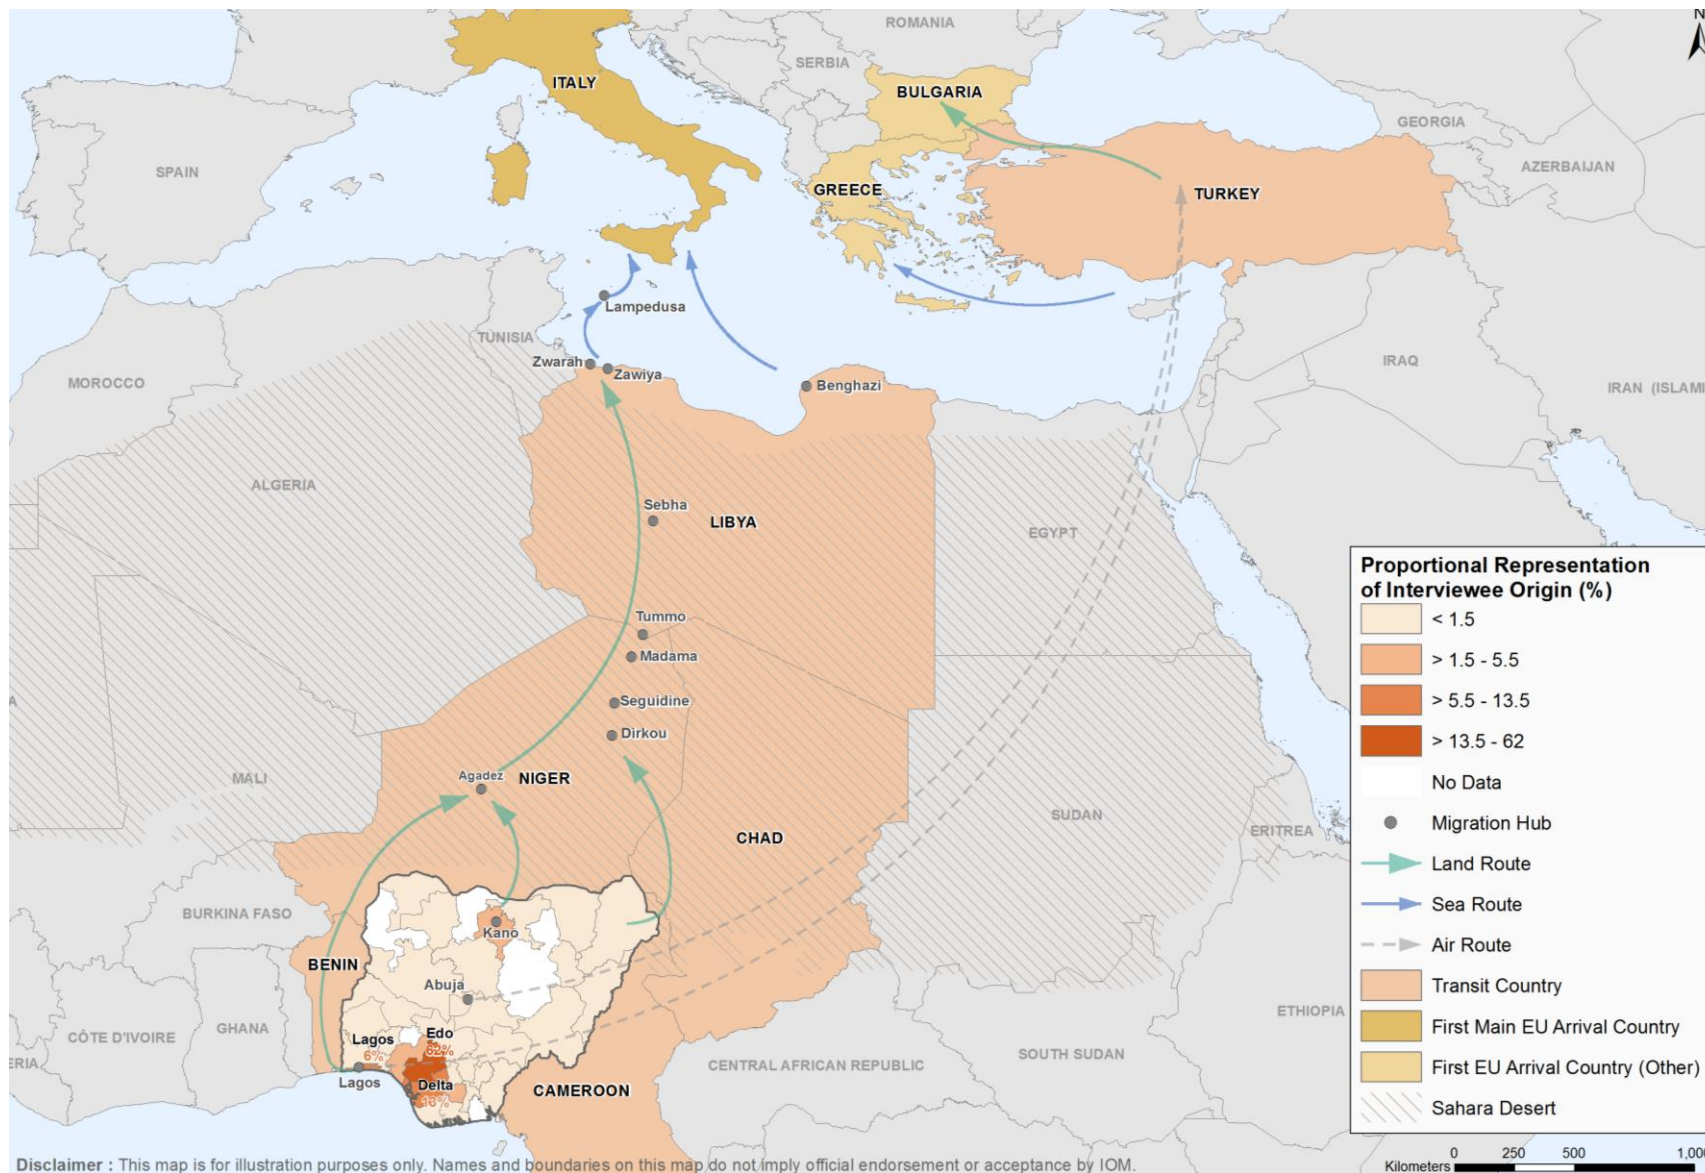 ROMANIA
N
ITALY
SERBIA
BULGARIA
GEORGIA
SPAIN
AZERBAIJAN
GREECE
TURKEY
Lampedusa
TUNISIA
Zwarah
Zawiya
IRAQ
MOROCCO
Benghazi
IRAN (ISLAMI
ALGERIA
Sebha
LIBYA
EGYPT
Tummo
Madama
Seguidine
Dirkou
MALI
Agadez
NIGER
SUDAN
ERITREA
CHAD
BURKINA FASO
Kano
BENIN
Abuja
ETHIOPIA
CÔTE D'IVOIRE
GHANA
Lagos
6%
Edo
62%
SOUTH SUDAN
ERIA
CENTRAL AFRICAN REPUBLIC
Lagos
Delta
13%
CAMEROON
Proportional Representation
of Interviewee Origin (%)
< 1.5
> 1.5 - 5.5
> 5.5 - 13.5
> 13.5 - 62
No Data
Migration Hub
Land Route
Sea Route
Air Route
Transit Country
First Main EU Arrival Country
First EU Arrival Country (Other)
Sahara Desert
0 250 500 1,00
Kilometers
Disclaimer : This map is for illustration purposes only. Names and boundaries on this map do not imply official endorsement or acceptance by IOM.